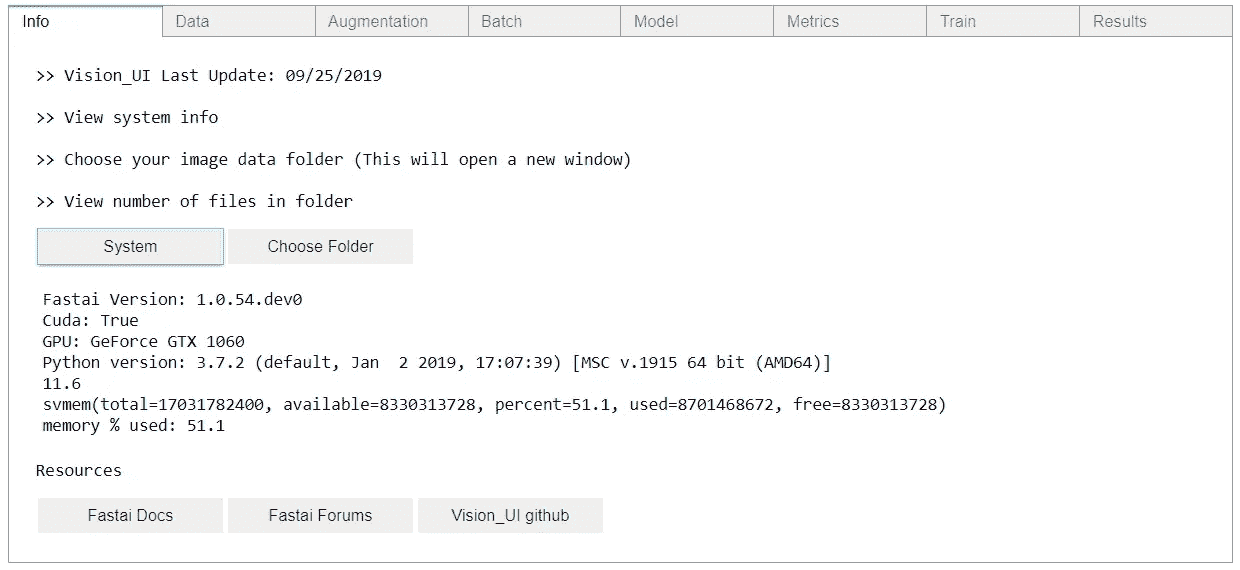 Info Data Augmentation Batch Model Metrics Train Results
>> Vision_UI Last Update: 09/25/2019
>> View system info
>> Choose your image data folder (This will open a new window)
>> View number of files in folder
System Choose Folder
Fastai Version: 1.0.54.dev0
Cuda: True
GPU: GeForce GTX 1060
Python version: 3.7.2 (default, Jan  2 2019, 17:07:39) [MSC v.1915 64 bit (AMD64)]
11.6
svmem(total=17031782400, available=8330313728, percent=51.1, used=8701468672, free=8330313728)
memory % used: 51.1
Resources
Fastai Docs Fastai Forums Vision_UI github